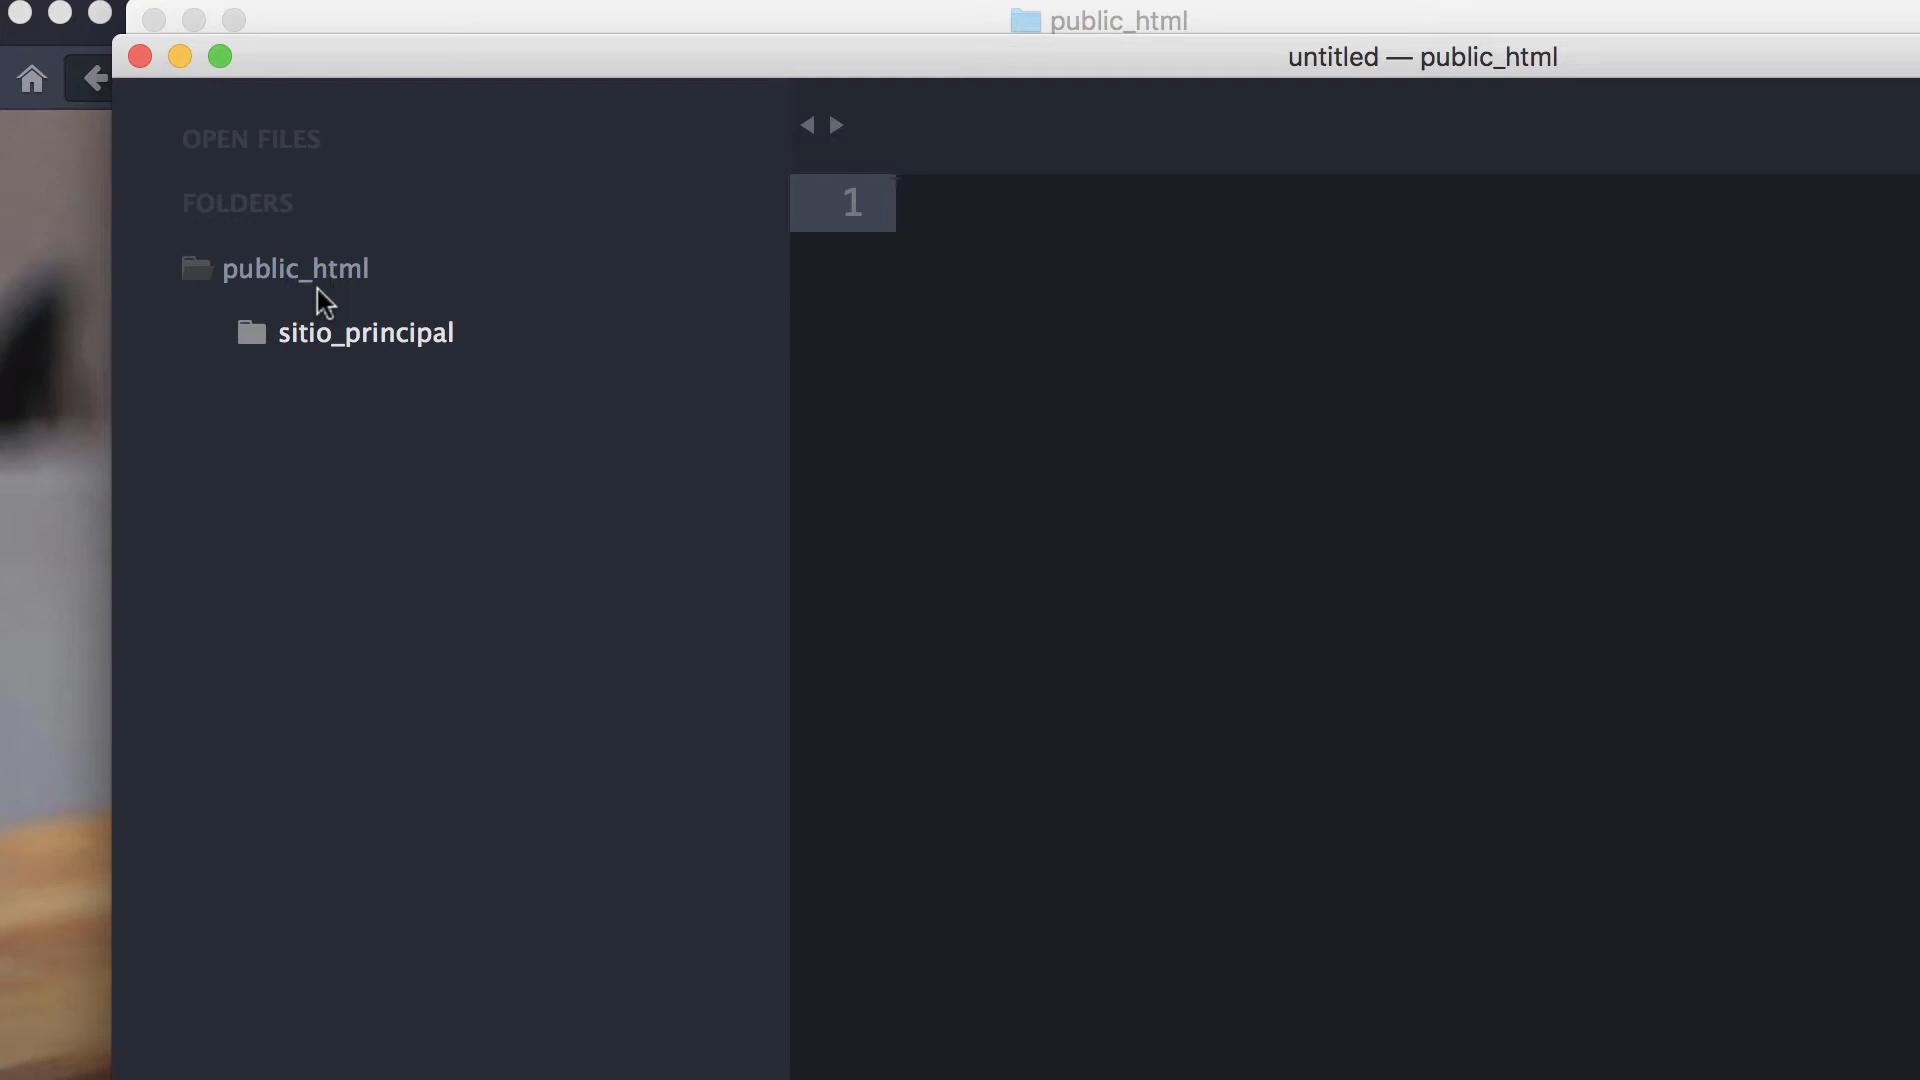 public_html
untitled — public_html
OPEN FILES
FOLDERS
public_html
sitio_principal
1